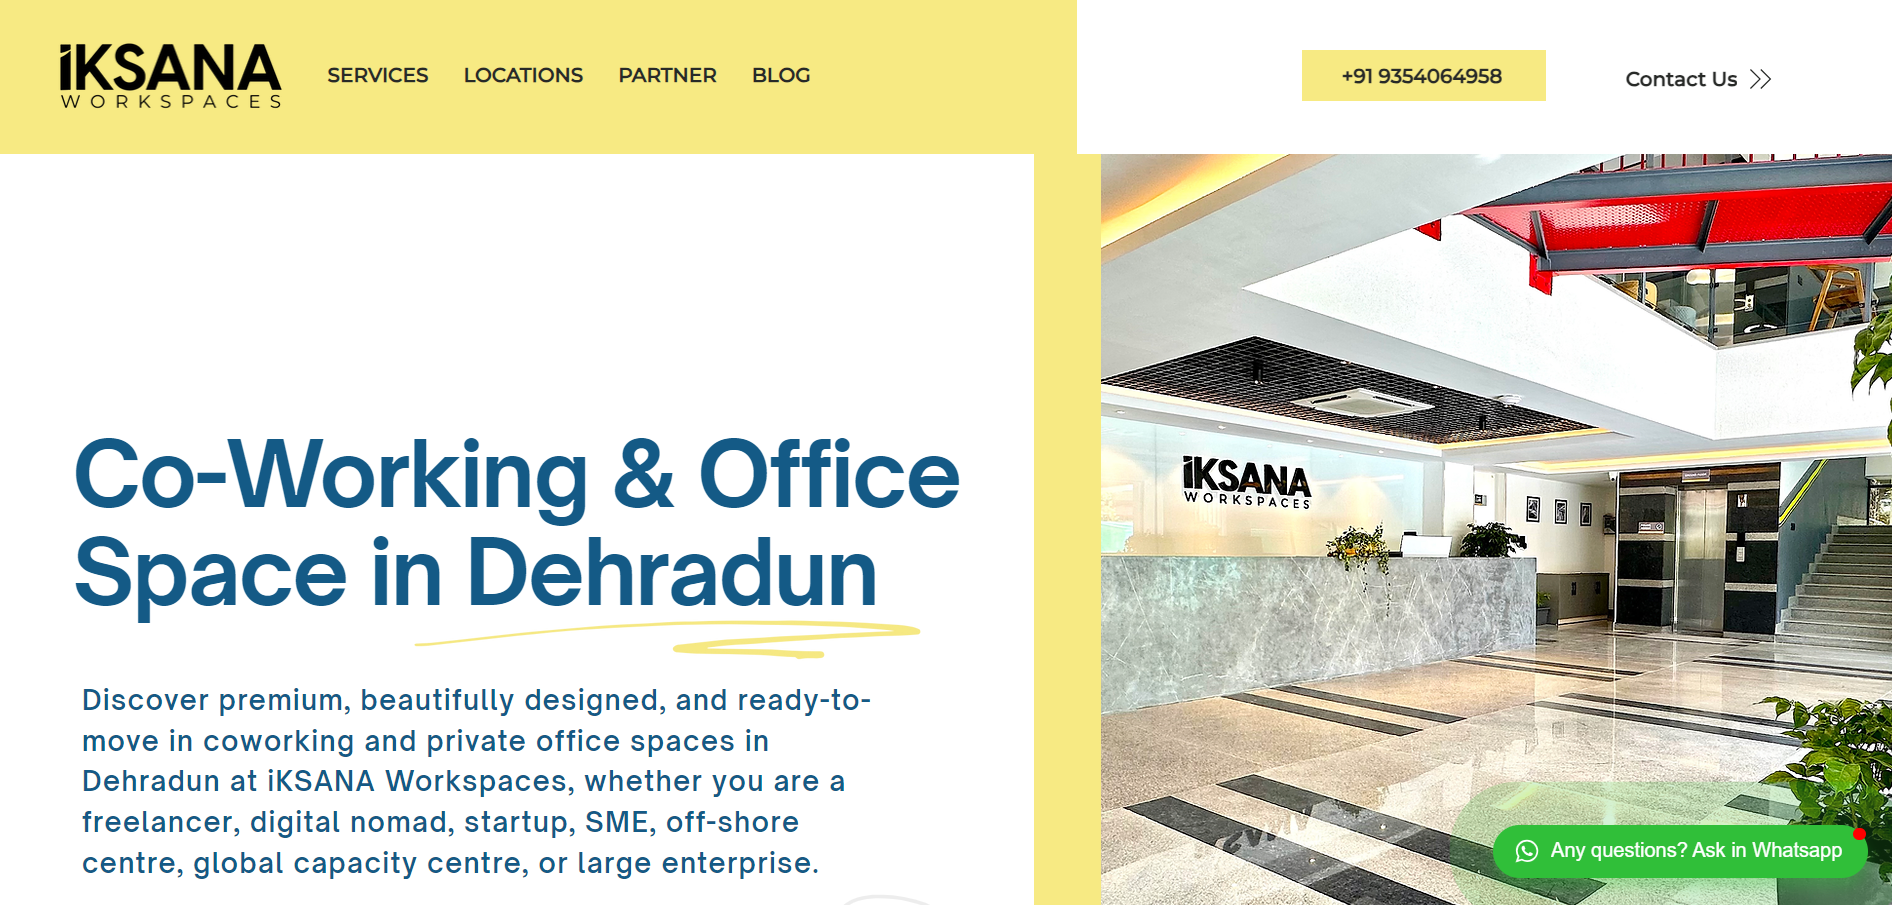 iKSANA
WORKSPACES
SERVICES
LOCATIONS
PARTNER
BLOG
+91 9354064958
Contact Us
Co-Working & Office
Space in Dehradun
Discover premium, beautifully designed, and ready-to-
move in coworking and private office spaces in
Dehradun at iKSANA Workspaces, whether you are a
freelancer, digital nomad, startup, SME, off-shore
centre, global capacity centre, or large enterprise.
iKSANA
WORKSPACES
Any questions? Ask in Whatsapp